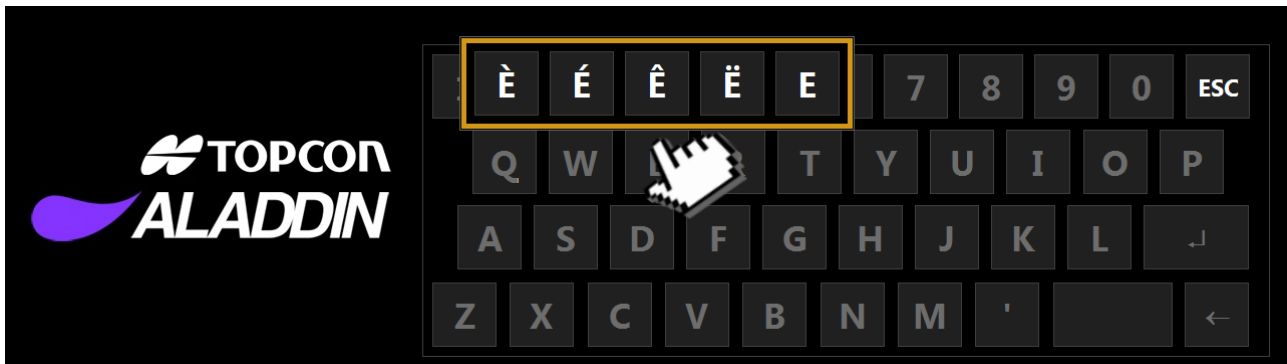 TOPCON
ALADDIN
È É Ê Ë E 7 8 9 0 ESC
Q W T Y U I O P
A S D F G H J K L ↵
Z X C V B N M ' ←